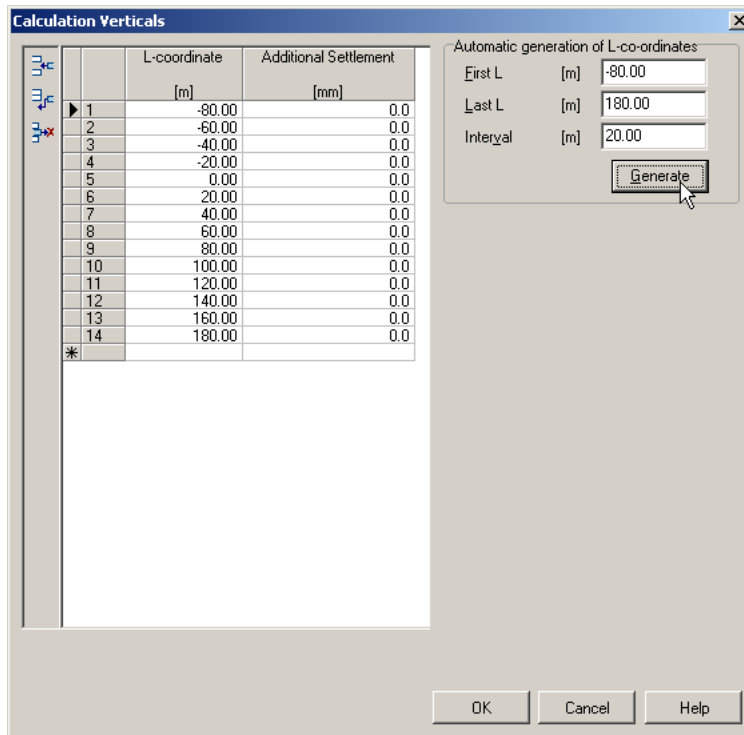 Calculation Verticals
L-coordinate Additional Settlement
[m] [mm]
1 -80.00 0.0
2 -60.00 0.0
3 -40.00 0.0
4 -20.00 0.0
5 0.00 0.0
6 20.00 0.0
7 40.00 0.0
8 60.00 0.0
9 80.00 0.0
10 100.00 0.0
11 120.00 0.0
12 140.00 0.0
13 160.00 0.0
14 180.00 0.0
Automatic generation of L-co-ordinates
First L [m] -80.00
Last L [m] 180.00
Interval [m] 20.00
Generate
OK Cancel Help